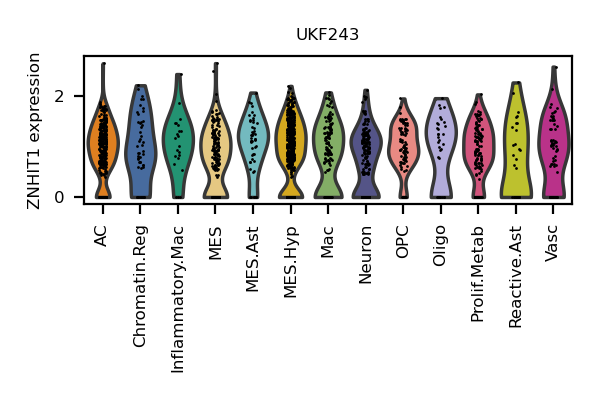 UKF243
ZNHIT1 expression
2
0
AC
Chromatin.Reg
Inflammatory.Mac
MES
MES.Ast
MES.Hyp
Mac
Neuron
OPC
Oligo
Prolif.Metab
Reactive.Ast
Vasc